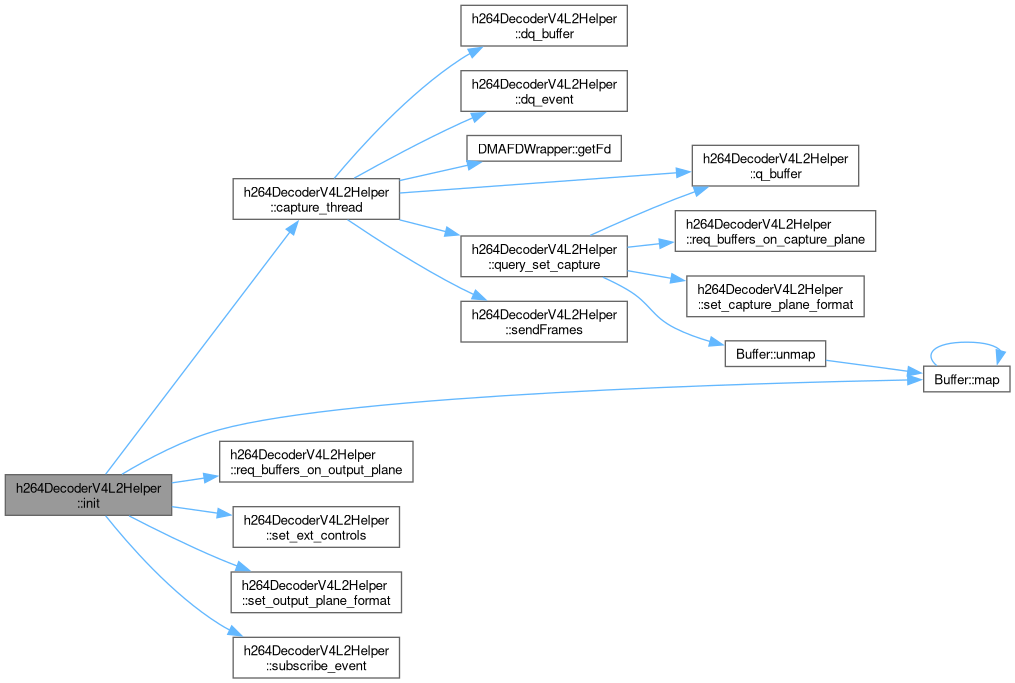 h264DecoderV4L2Helper
::dq_buffer
h264DecoderV4L2Helper
::dq_event
DMAFDWrapper::getFd
h264DecoderV4L2Helper
::q_buffer
h264DecoderV4L2Helper
::capture_thread
h264DecoderV4L2Helper
::req_buffers_on_capture_plane
h264DecoderV4L2Helper
::query_set_capture
h264DecoderV4L2Helper
::set_capture_plane_format
h264DecoderV4L2Helper
::sendFrames
Buffer::unmap
Buffer::map
h264DecoderV4L2Helper
::req_buffers_on_output_plane
h264DecoderV4L2Helper
::init
h264DecoderV4L2Helper
::set_ext_controls
h264DecoderV4L2Helper
::set_output_plane_format
h264DecoderV4L2Helper
::subscribe_event